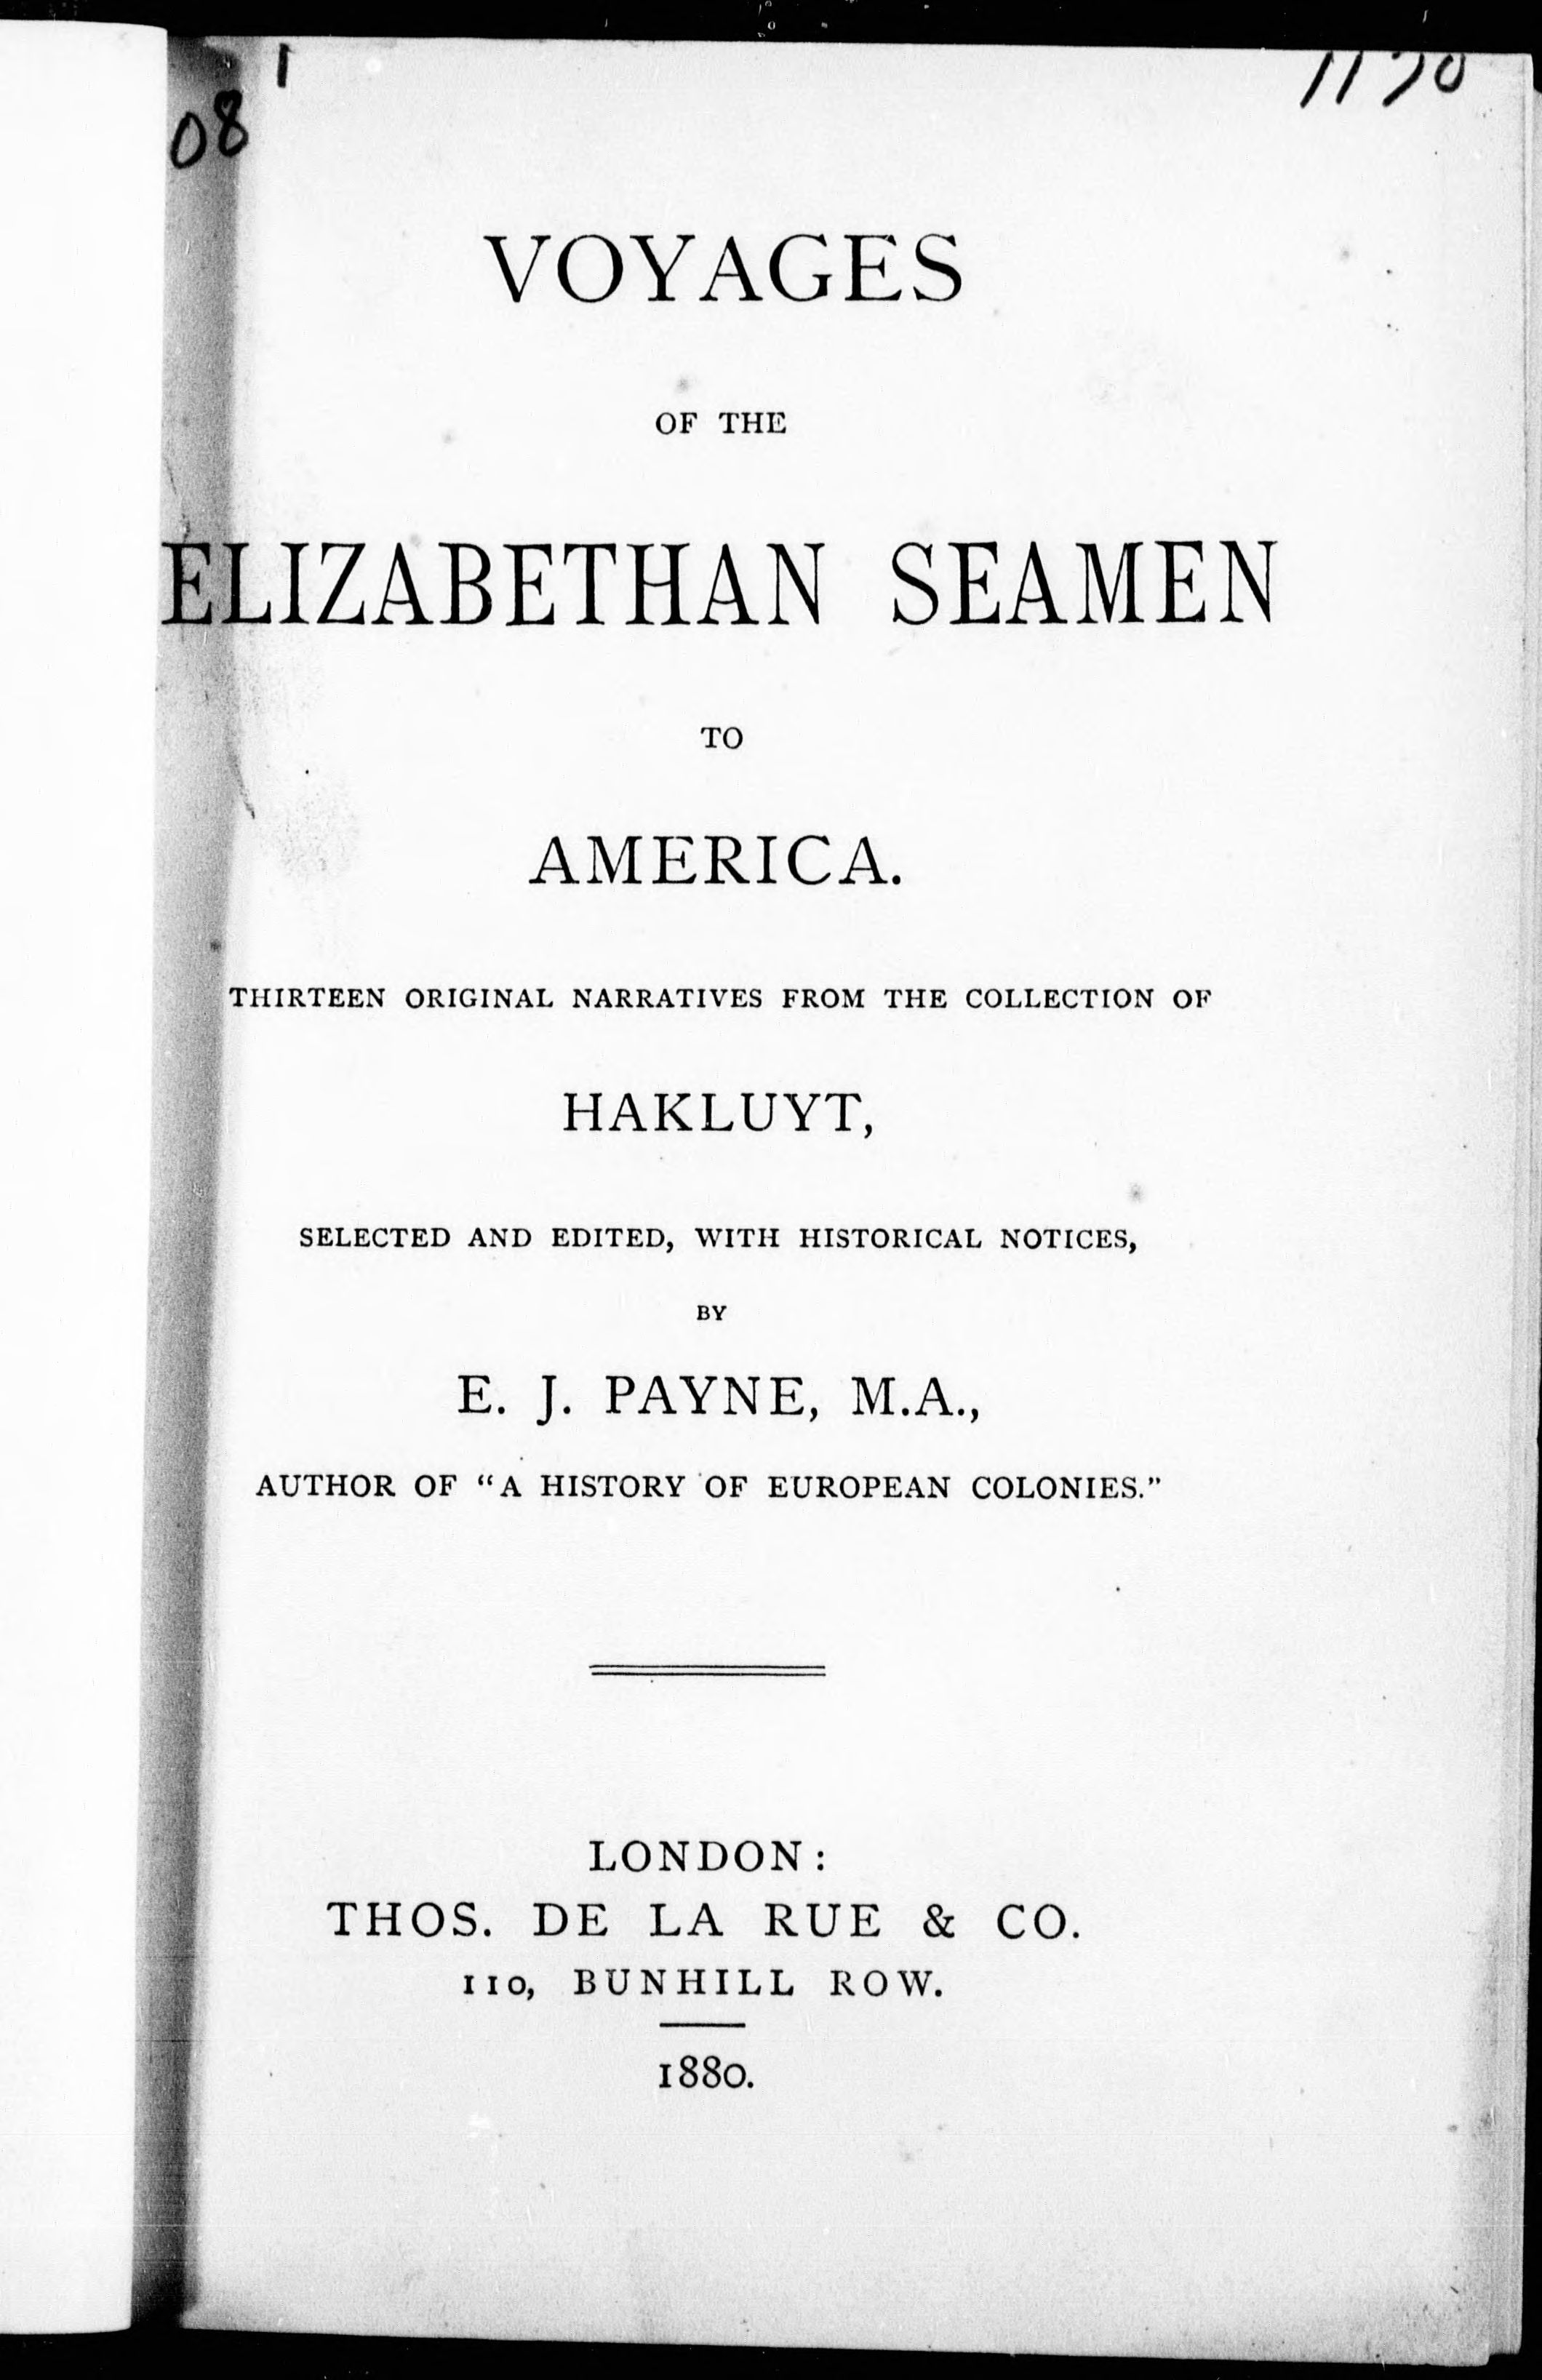 08
VOYAGES
OF THE
ELIZABETHAN SEAMEN
TO
AMERICA.
THIRTEEN ORIGINAL NARRATIVES FROM THE COLLECTION OF
HAKLUYT,
SELECTED AND EDITED, WITH HISTORICAL NOTICES,
BY
E. J. PAYNE, M.A.,
AUTHOR OF “A HISTORY OF EUROPEAN COLONIES.”
LONDON:
THOS. DE LA RUE & CO.
110, BUNHILL ROW.
1880.